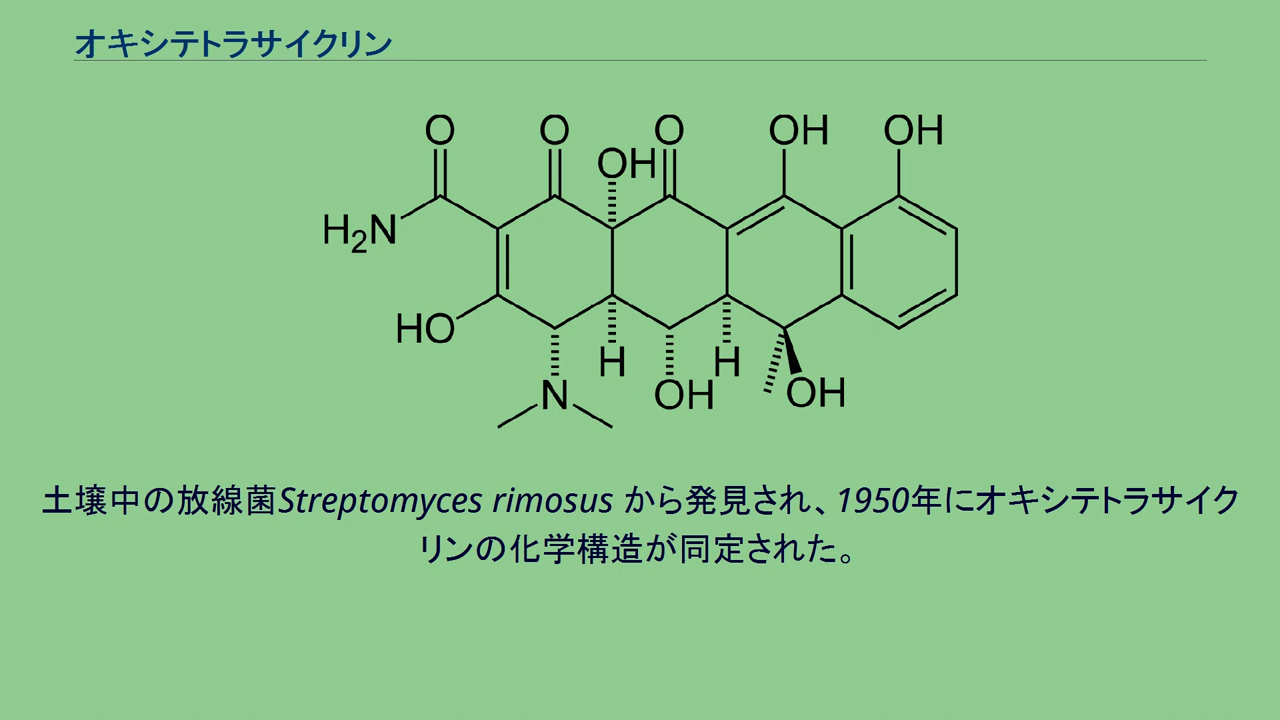 オキシテトラサイクリン
O O O OH OH
OH
H₂N
HO
H H
N OH OH
土壌中の放線菌Streptomyces rimosus から発見され、1950年にオキシテトラサイク
リンの化学構造が同定された。